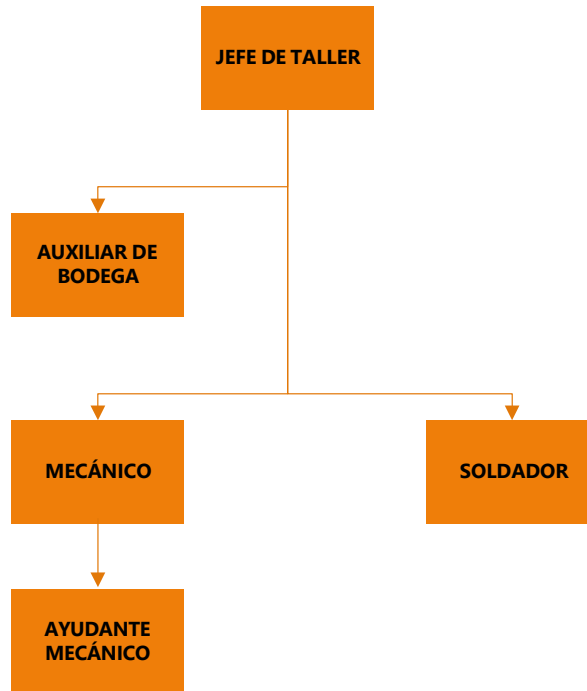 JEFE DE TALLER
AUXILIAR DE
BODEGA
MECÁNICO
SOLDADOR
AYUDANTE
MECÁNICO